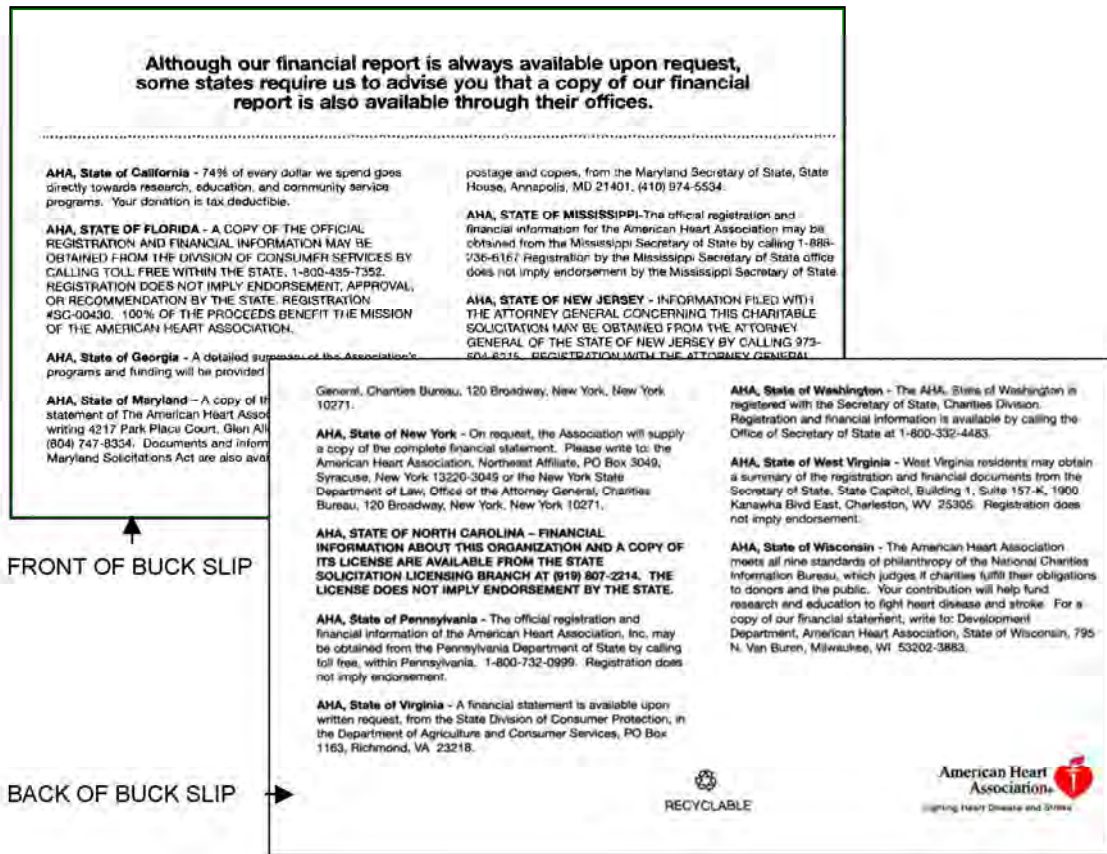 Although our financial report is always available upon request,
some states require us to advise you that a copy of our financial
report is also available through their offices.
AHA, State of California - 74% of every dollar we spend goes
directly towards research, education, and community service
programs. Your donation is tax deductible.
AHA, STATE OF FLORIDA - A COPY OF THE OFFICIAL
REGISTRATION AND FINANCIAL INFORMATION MAY BE
OBTAINED FROM THE DIVISION OF CONSUMER SERVICES BY
CALLING TOLL FREE WITHIN THE STATE, 1-800-435-7352.
REGISTRATION DOES NOT IMPLY ENDORSEMENT, APPROVAL,
OR RECOMMENDATION BY THE STATE. REGISTRATION
#SC-00430. 100% OF THE PROCEEDS BENEFIT THE MISSION
OF THE AMERICAN HEART ASSOCIATION.
AHA, State of Georgia - A detailed summary of the Association's
programs and funding will be provided
AHA, State of Maryland – A copy of th
statement of The American Heart Asso
writing 4217 Park Place Court, Glen All
(804) 747-8334. Documents and inform
Maryland Solicitations Act are also avai
postage and copies, from the Maryland Secretary of State, State
House, Annapolis, MD 21401, (410) 974-5534.
AHA, STATE OF MISSISSIPPI-The official registration and
financial information for the American Heart Association may be
obtained from the Mississippi Secretary of State by calling 1-888-
236-6167 Registration by the Mississippi Secretary of State office
does not imply endorsement by the Mississippi Secretary of State
AHA, STATE OF NEW JERSEY - INFORMATION FILED WITH
THE ATTORNEY GENERAL CONCERNING THIS CHARITABLE
SOLICITATION MAY BE OBTAINED FROM THE ATTORNEY
GENERAL OF THE STATE OF NEW JERSEY BY CALLING 973-
504-6215. REGISTRATION WITH THE ATTORNEY GENERAL
FRONT OF BUCK SLIP
General, Charities Bureau, 120 Broadway, New York, New York
10271.
AHA, State of New York - On request, the Association will supply
a copy of the complete financial statement. Please write to: the
American Heart Association, Northeast Affiliate, PO Box 3049,
Syracuse, New York 13220-3049 or the New York State
Department of Law, Office of the Attorney General, Charities
Bureau, 120 Broadway, New York, New York 10271.
AHA, STATE OF NORTH CAROLINA – FINANCIAL
INFORMATION ABOUT THIS ORGANIZATION AND A COPY OF
ITS LICENSE ARE AVAILABLE FROM THE STATE
SOLICITATION LICENSING BRANCH AT (919) 807-2214. THE
LICENSE DOES NOT IMPLY ENDORSEMENT BY THE STATE.
AHA, State of Pennsylvania - The official registration and
financial information of the American Heart Association, Inc. may
be obtained from the Pennsylvania Department of State by calling
toll free, within Pennsylvania. 1-800-732-0999. Registration does
not imply endorsement.
AHA, State of Virginia - A financial statement is available upon
written request, from the State Division of Consumer Protection, in
the Department of Agriculture and Consumer Services, PO Box
1163, Richmond, VA 23218.
AHA, State of Washington - The AHA, State of Washington is
registered with the Secretary of State, Charities Division.
Registration and financial information is available by calling the
Office of Secretary of State at 1-800-332-4483.
AHA, State of West Virginia - West Virginia residents may obtain
a summary of the registration and financial documents from the
Secretary of State, State Capitol, Building 1, Suite 157-K, 1900
Kanawha Blvd East, Charleston, WV 25305. Registration does
not imply endorsement.
AHA, State of Wisconsin - The American Heart Association
meets all nine standards of philanthropy of the National Charities
Information Bureau, which judges if charities fulfill their obligations
to donors and the public. Your contribution will help fund
research and education to fight heart disease and stroke. For a
copy of our financial statement, write to: Development
Department, American Heart Association, State of Wisconsin, 795
N. Van Buren, Milwaukee, WI 53202-3883.
BACK OF BUCK SLIP
RECYCLABLE
American Heart
Association®
Fighting Heart Disease and Stroke